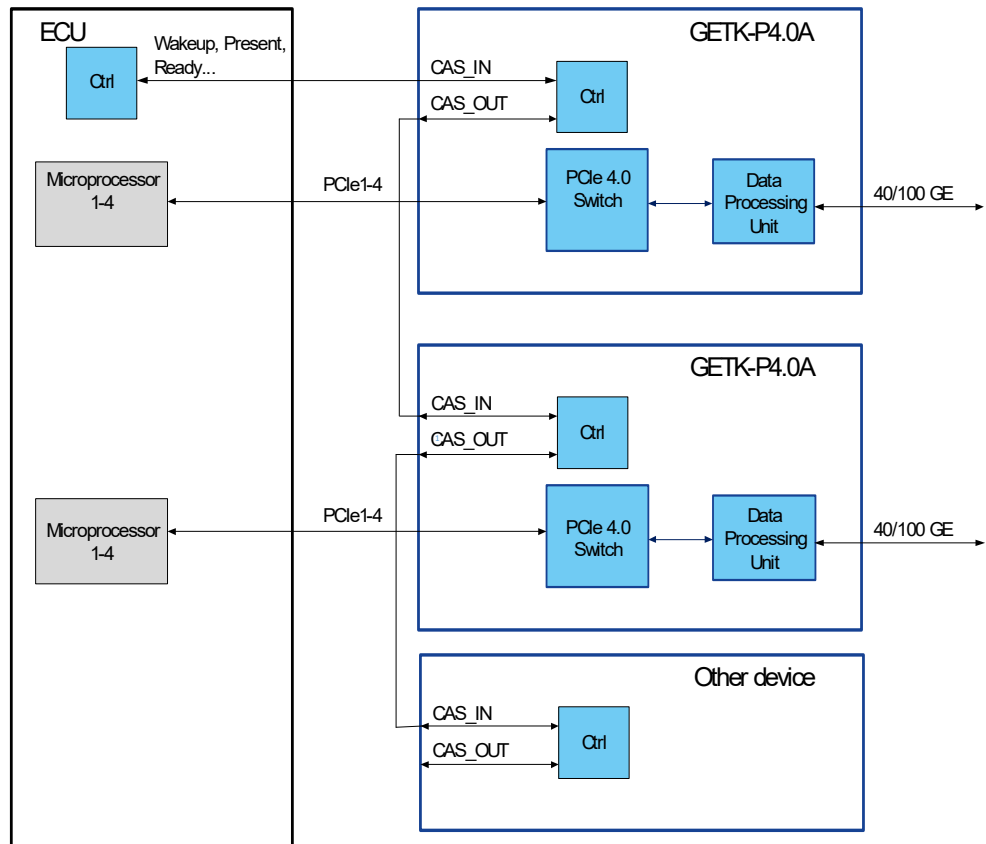 ECU
Wakeup, Present,
Ready...
Ctrl
Microprocessor
1-4
PCIe1-4
GETK-P4.0A
CAS_IN
CAS_OUT
Ctrl
PCIe 4.0
Switch
Data
Processing
Unit
40/100 GE
GETK-P4.0A
CAS_IN
CAS_OUT
Ctrl
Microprocessor
1-4
PCIe1-4
PCIe 4.0
Switch
Data
Processing
Unit
40/100 GE
Other device
CAS_IN
CAS_OUT
Ctrl